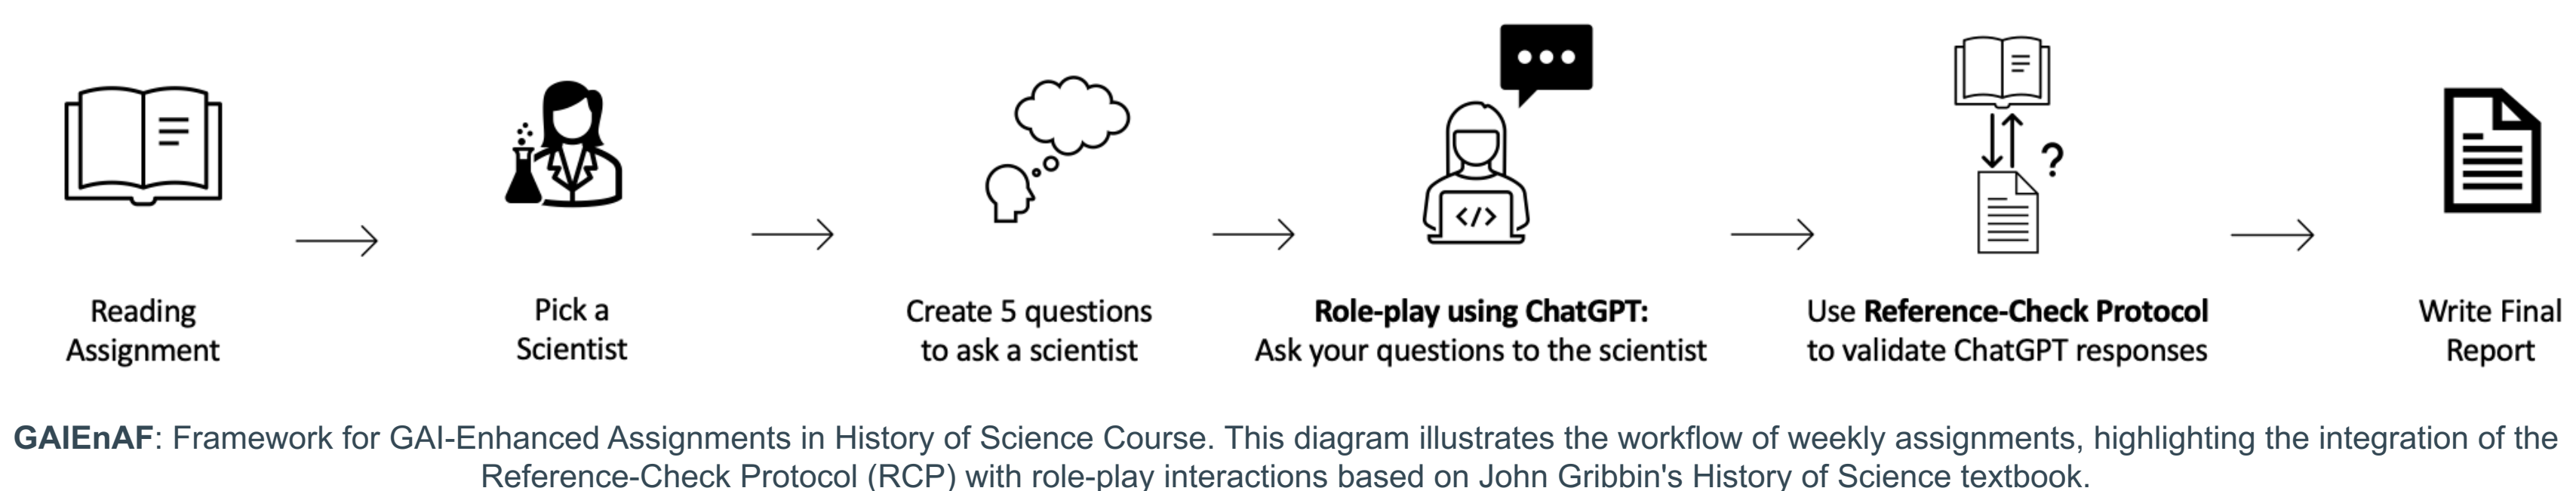 </>
?
Reading
Assignment
Pick a
Scientist
Create 5 questions
to ask a scientist
Role-play using ChatGPT:
Ask your questions to the scientist
Use Reference-Check Protocol
to validate ChatGPT responses
Write Final
Report
GAIEnAF: Framework for GAI-Enhanced Assignments in History of Science Course. This diagram illustrates the workflow of weekly assignments, highlighting the integration of the
Reference-Check Protocol (RCP) with role-play interactions based on John Gribbin's History of Science textbook.